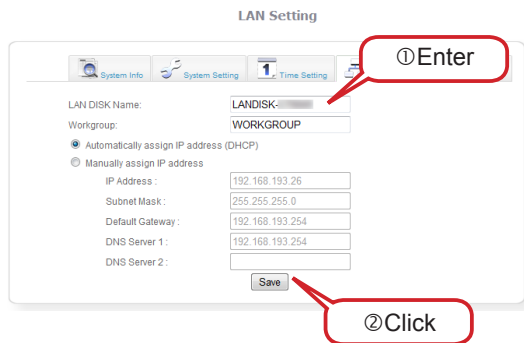 LAN Setting
①Enter
System Info System Setting 1. Time Setting
LAN DISK Name: LANDISK-
Workgroup: WORKGROUP
Automatically assign IP address (DHCP)
Manually assign IP address
IP Address : 192.168.193.26
Subnet Mask : 255.255.255.0
Default Gateway : 192.168.193.254
DNS Server 1 : 192.168.193.254
DNS Server 2 :
Save
②Click